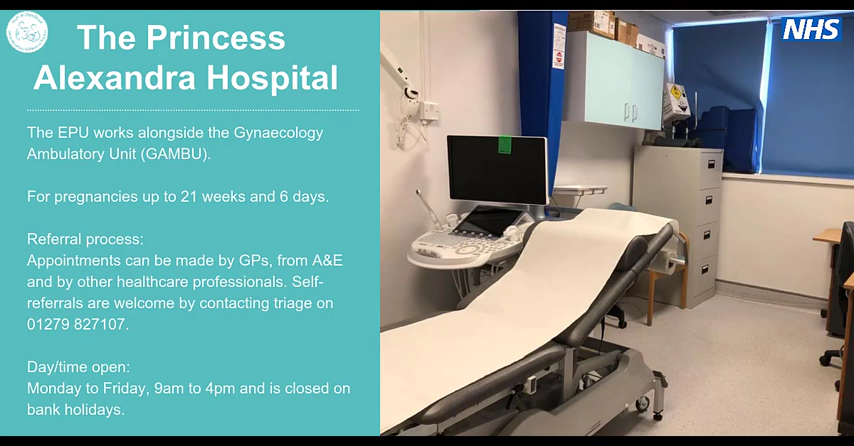 The Princess
Alexandra Hospital
NHS
The EPU works alongside the Gynaecology
Ambulatory Unit (GAMBU).
For pregnancies up to 21 weeks and 6 days.
Referral process:
Appointments can be made by GPs, from A&E
and by other healthcare professionals. Self-
referrals are welcome by contacting triage on
01279 827107.
Day/time open:
Monday to Friday, 9am to 4pm and is closed on
bank holidays.